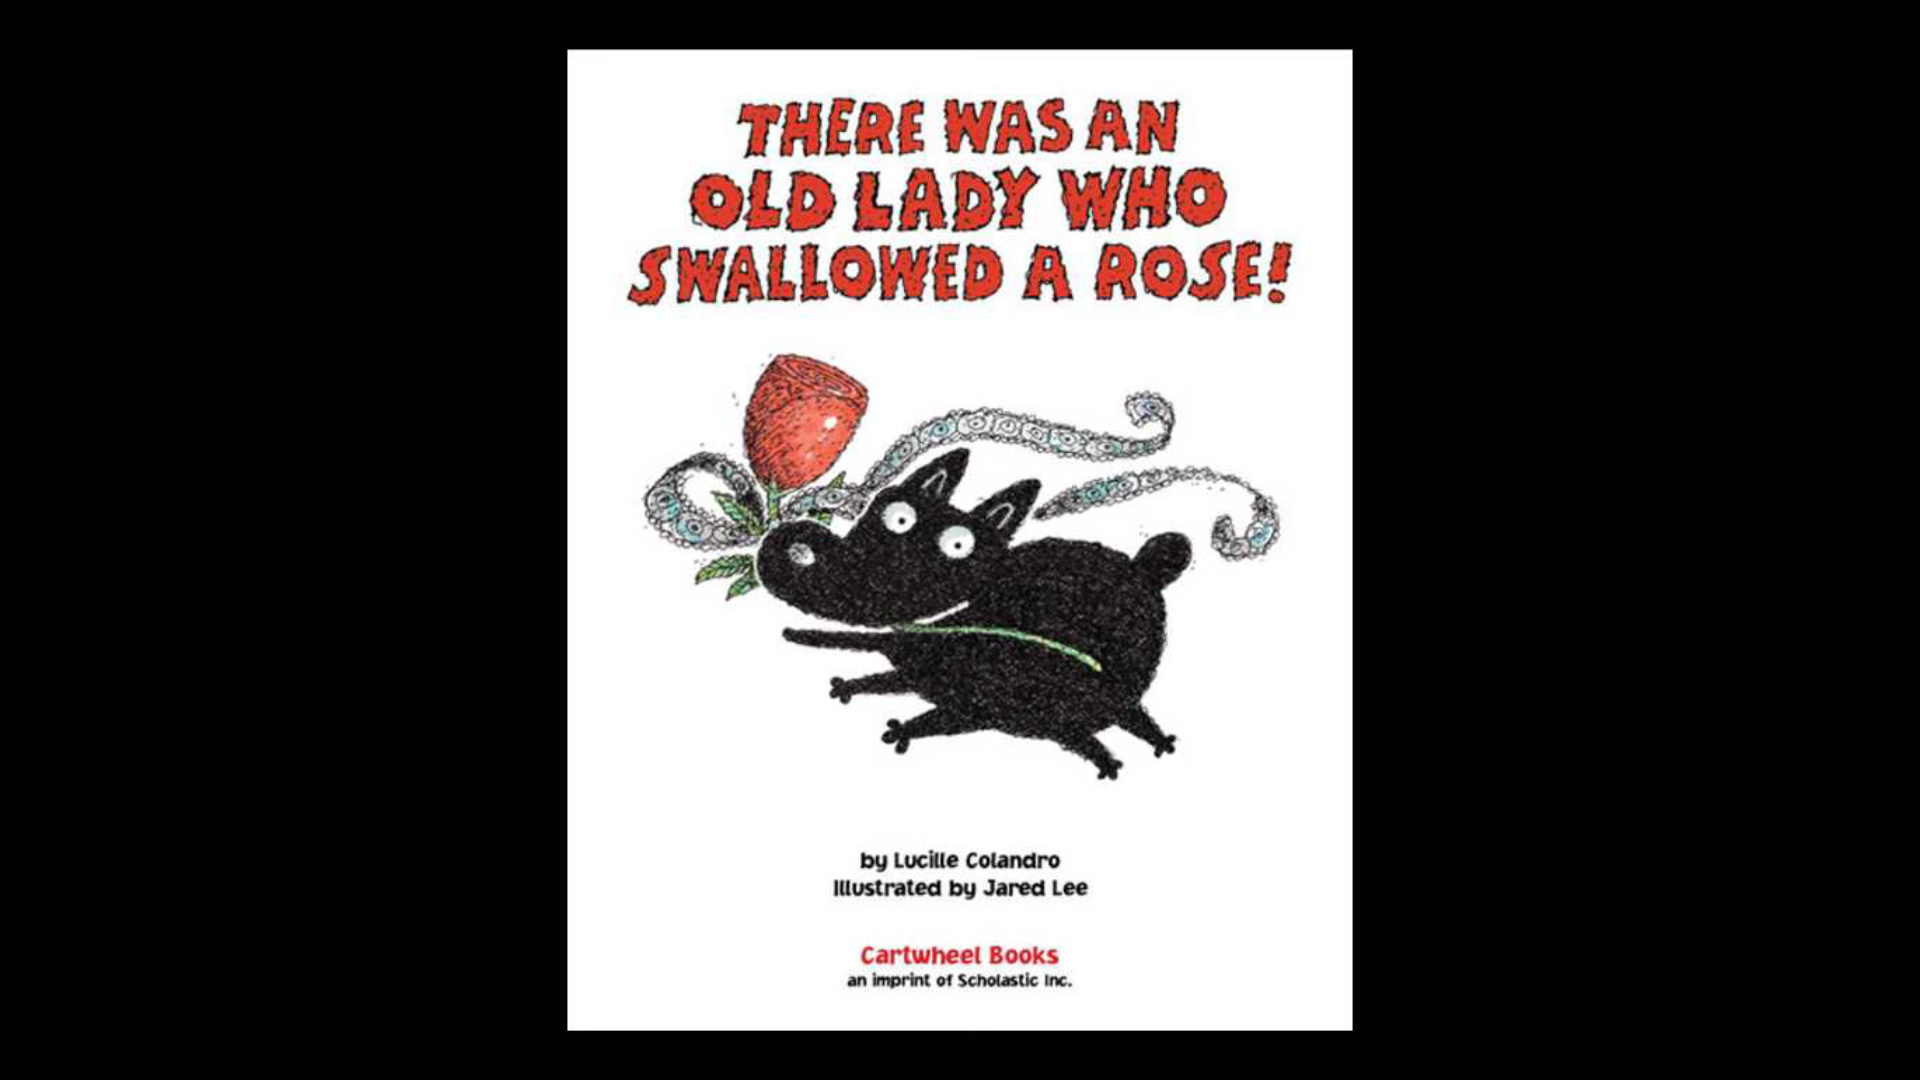 THERE WAS AN
OLD LADY WHO
SWALLOWED A ROSE!
by Lucille Colandro
Illustrated by Jared Lee
Cartwheel Books
an imprint of Scholastic Inc.